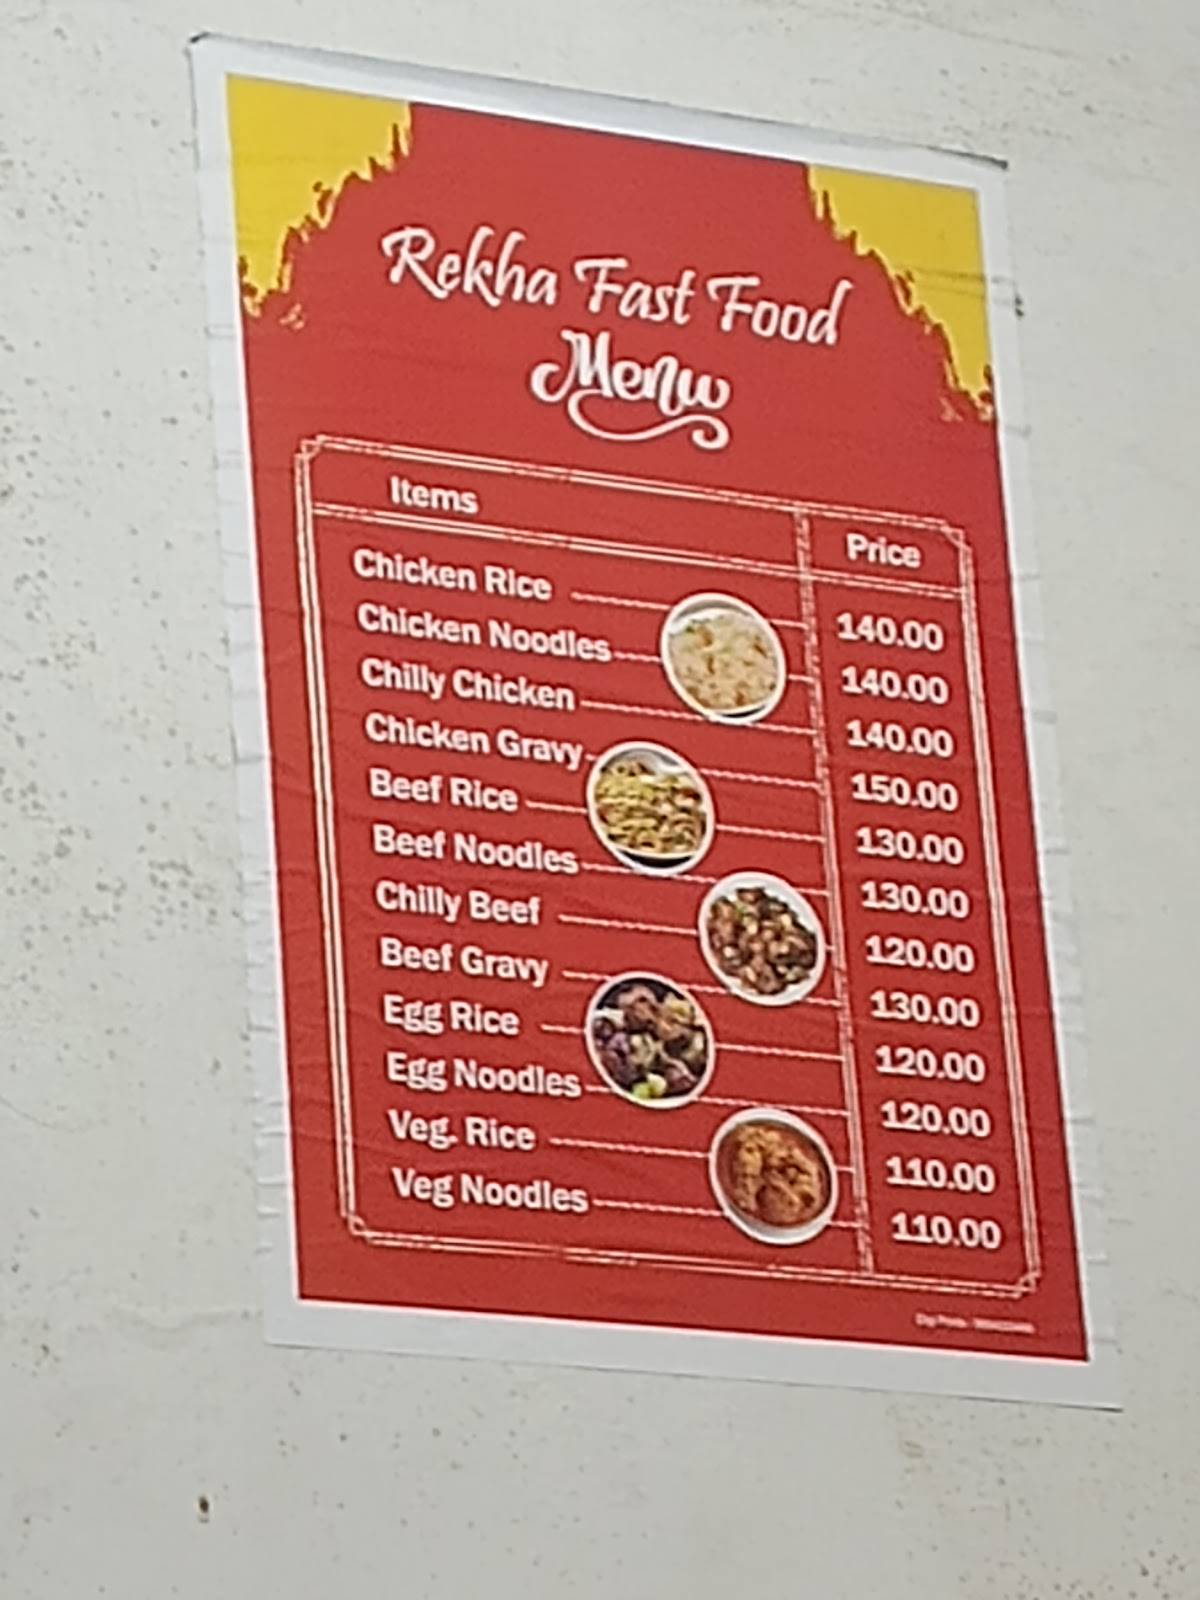 Rekha Fast Food
Menu
Items Price
Chicken Rice 140.00
Chicken Noodles 140.00
Chilly Chicken 140.00
Chicken Gravy 150.00
Beef Rice 130.00
Beef Noodles 130.00
Chilly Beef 120.00
Beef Gravy 130.00
Egg Rice 120.00
Egg Noodles 120.00
Veg. Rice 110.00
Veg Noodles 110.00